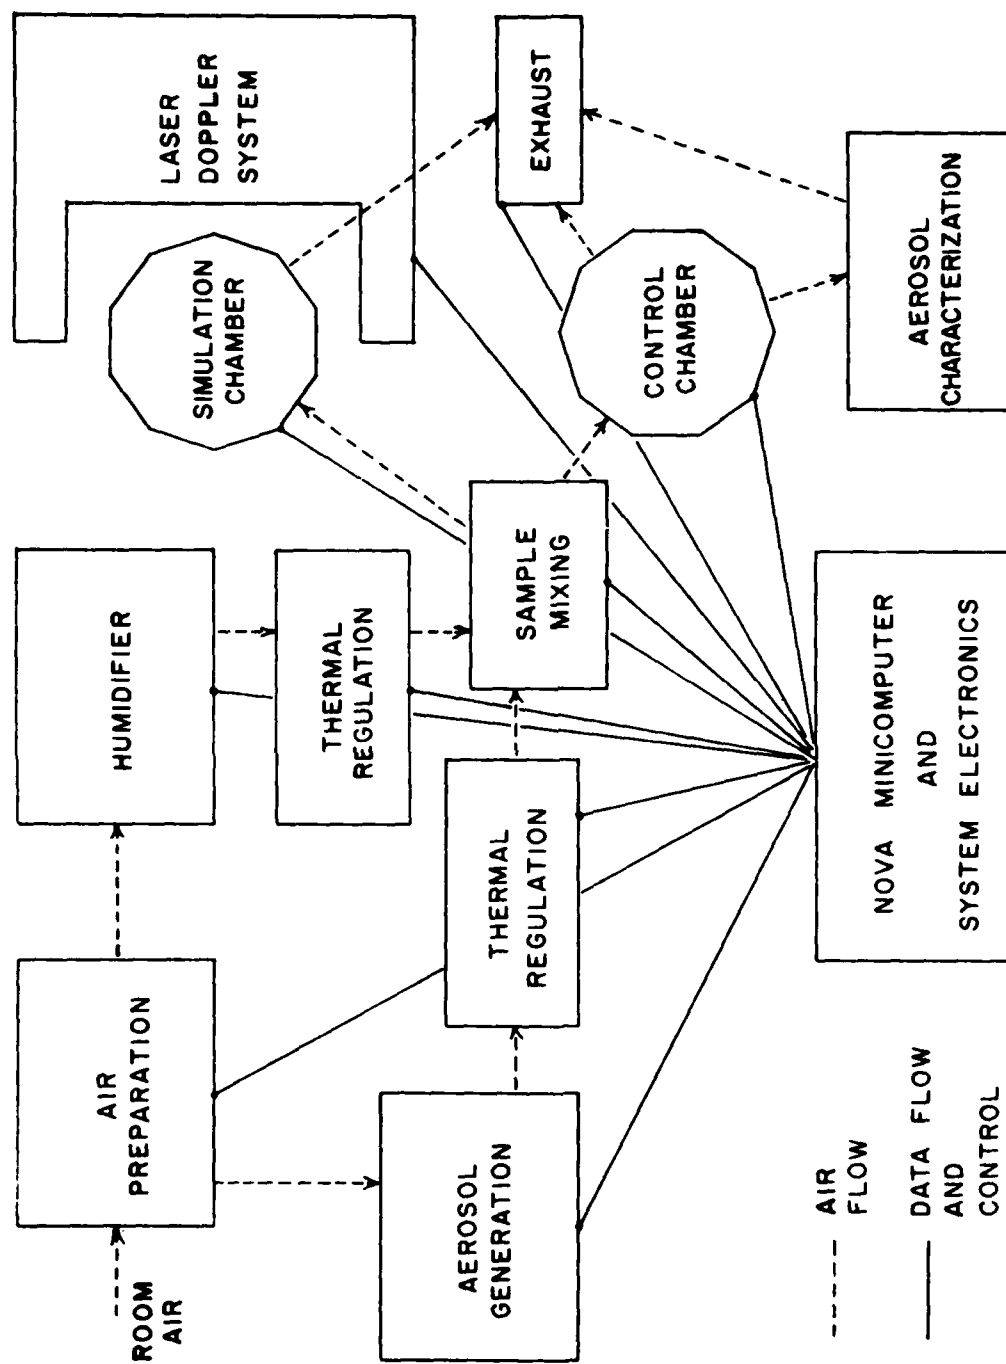 ROOM
AIR
AIR
PREPARATION
HUMIDIFIER
LASER
DOPPLER
SYSTEM
SIMULATION
CHAMBER
THERMAL
REGULATION
AEROSOL
GENERATION
THERMAL
REGULATION
SAMPLE
MIXING
EXHAUST
CONTROL
CHAMBER
AIR
FLOW
DATA FLOW
AND
CONTROL
NOVA MINICOMPUTER
AND
SYSTEM ELECTRONICS
AEROSOL
CHARACTERIZATION